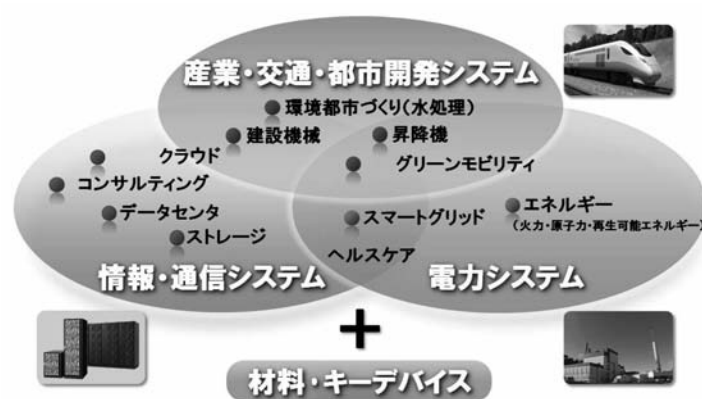 産業・交通・都市開発システム
環境都市づくり(水処理)
建設機械
昇降機
クラウド
グリーンモビリティ
コンサルティング
データセンタ
スマートグリッド
エネルギー
(火力・原子力・再生可能エネルギー)
ストレージ
ヘルスケア
情報・通信システム
電力システム
+
材料・キーデバイス